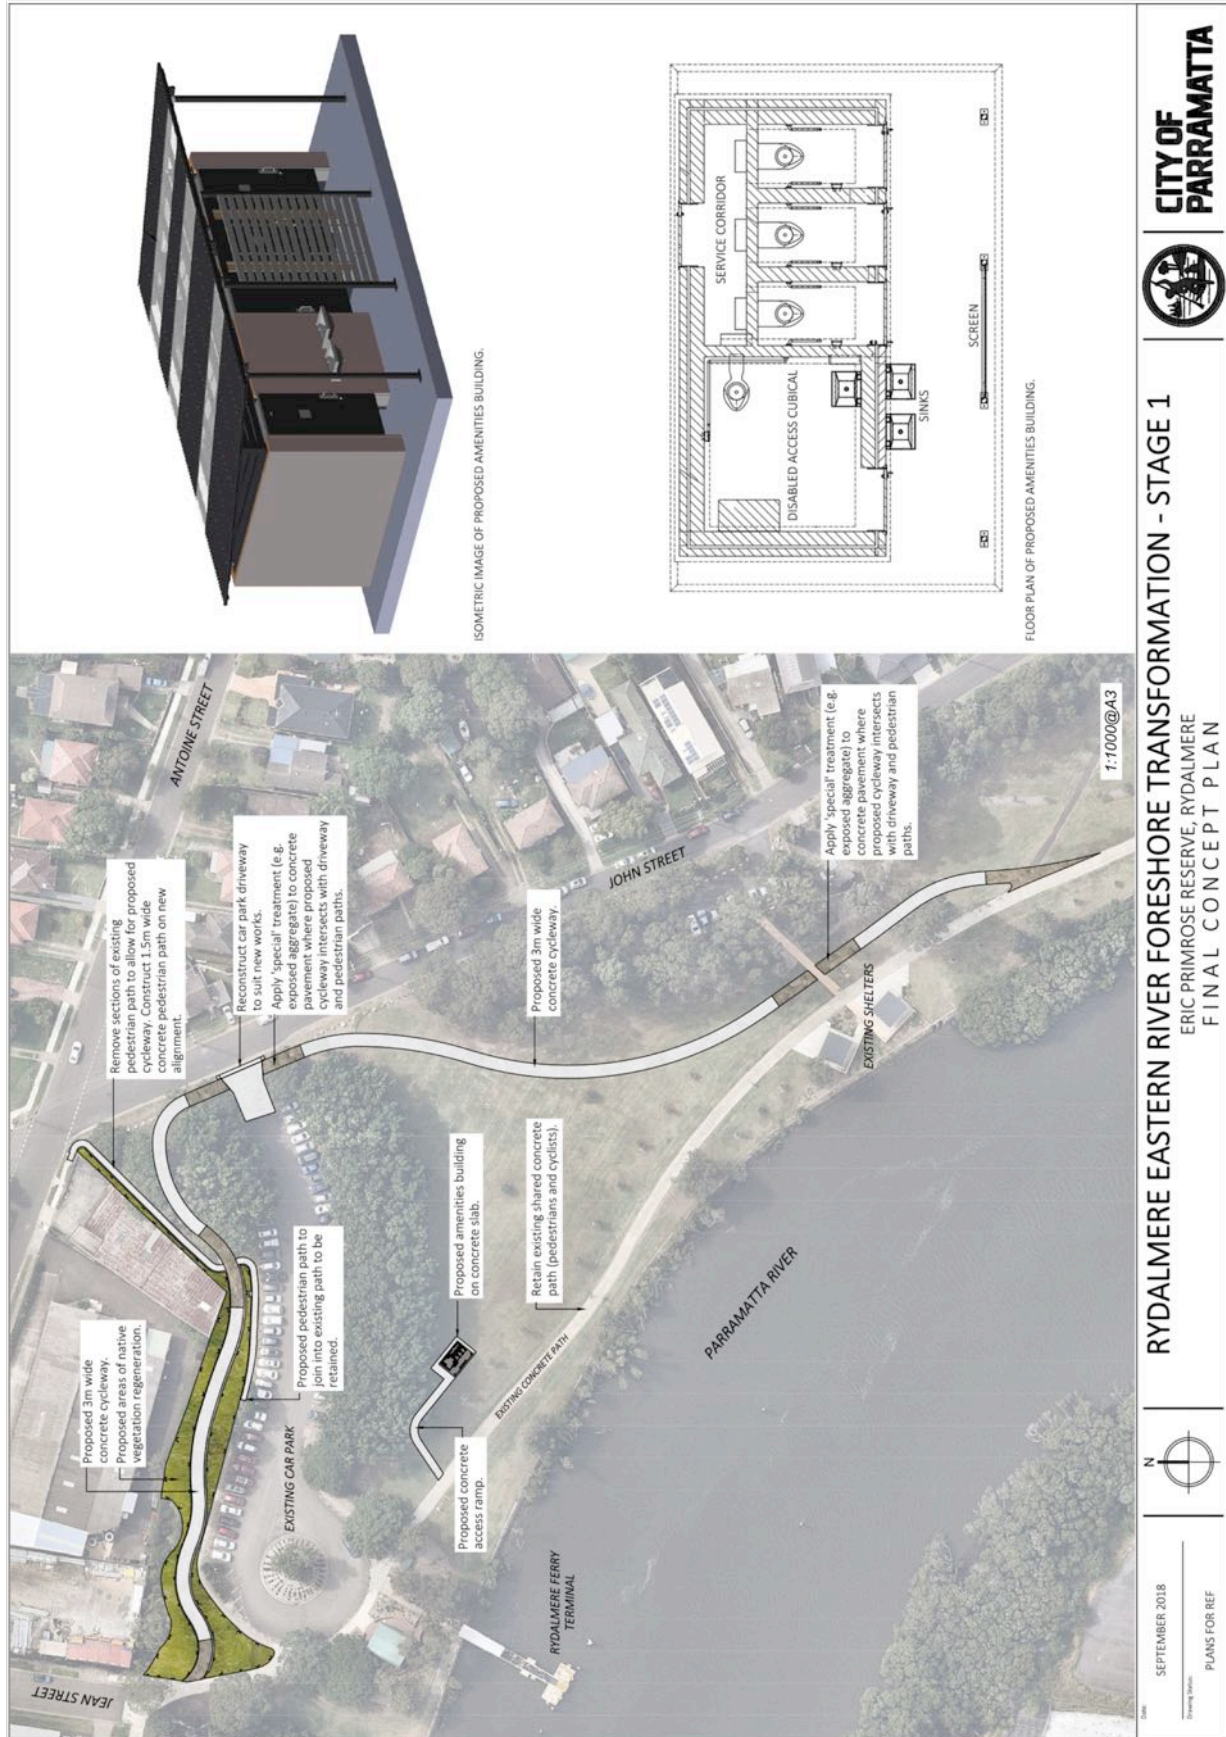 JEAN STREET
Proposed 3m wide
concrete cycleway.
Proposed areas of native
vegetation regeneration.
Remove sections of existing
pedestrian path to allow for proposed
cycleway. Construct 1.5m wide
concrete pedestrian path on new
alignment.
ANTOINE STREET
Reconstruct car park driveway
to suit new works.
Apply 'special' treatment (e.g.
exposed aggregate) to concrete
pavement where proposed
cycleway intersects with driveway
and pedestrian paths.
Proposed pedestrian path to
join into existing path to be
retained.
EXISTING CAR PARK
Proposed amenities building
on concrete slab.
Proposed concrete
access ramp.
Proposed 3m wide
concrete cycleway.
JOHN STREET
Retain existing shared concrete
path (pedestrians and cyclists).
EXISTING CONCRETE PATH
RYDALMERE FERRY
TERMINAL
PARRAMATTA RIVER
EXISTING SHELTERS
Apply 'special' treatment (e.g.
exposed aggregate) to
concrete pavement where
proposed cycleway intersects
with driveway and pedestrian
paths.
1:1000@A3
ISOMETRIC IMAGE OF PROPOSED AMENITIES BUILDING.
SERVICE CORRIDOR
DISABLED ACCESS CUBICAL
SINKS
SCREEN
FLOOR PLAN OF PROPOSED AMENITIES BUILDING.
Date:
SEPTEMBER 2018
Drawing Status:
PLANS FOR REF
N
RYDALMERE EASTERN RIVER FORESHORE TRANSFORMATION - STAGE 1
ERIC PRIMROSE RESERVE, RYDALMERE
FINAL CONCEPT PLAN
CITY OF
PARRAMATTA